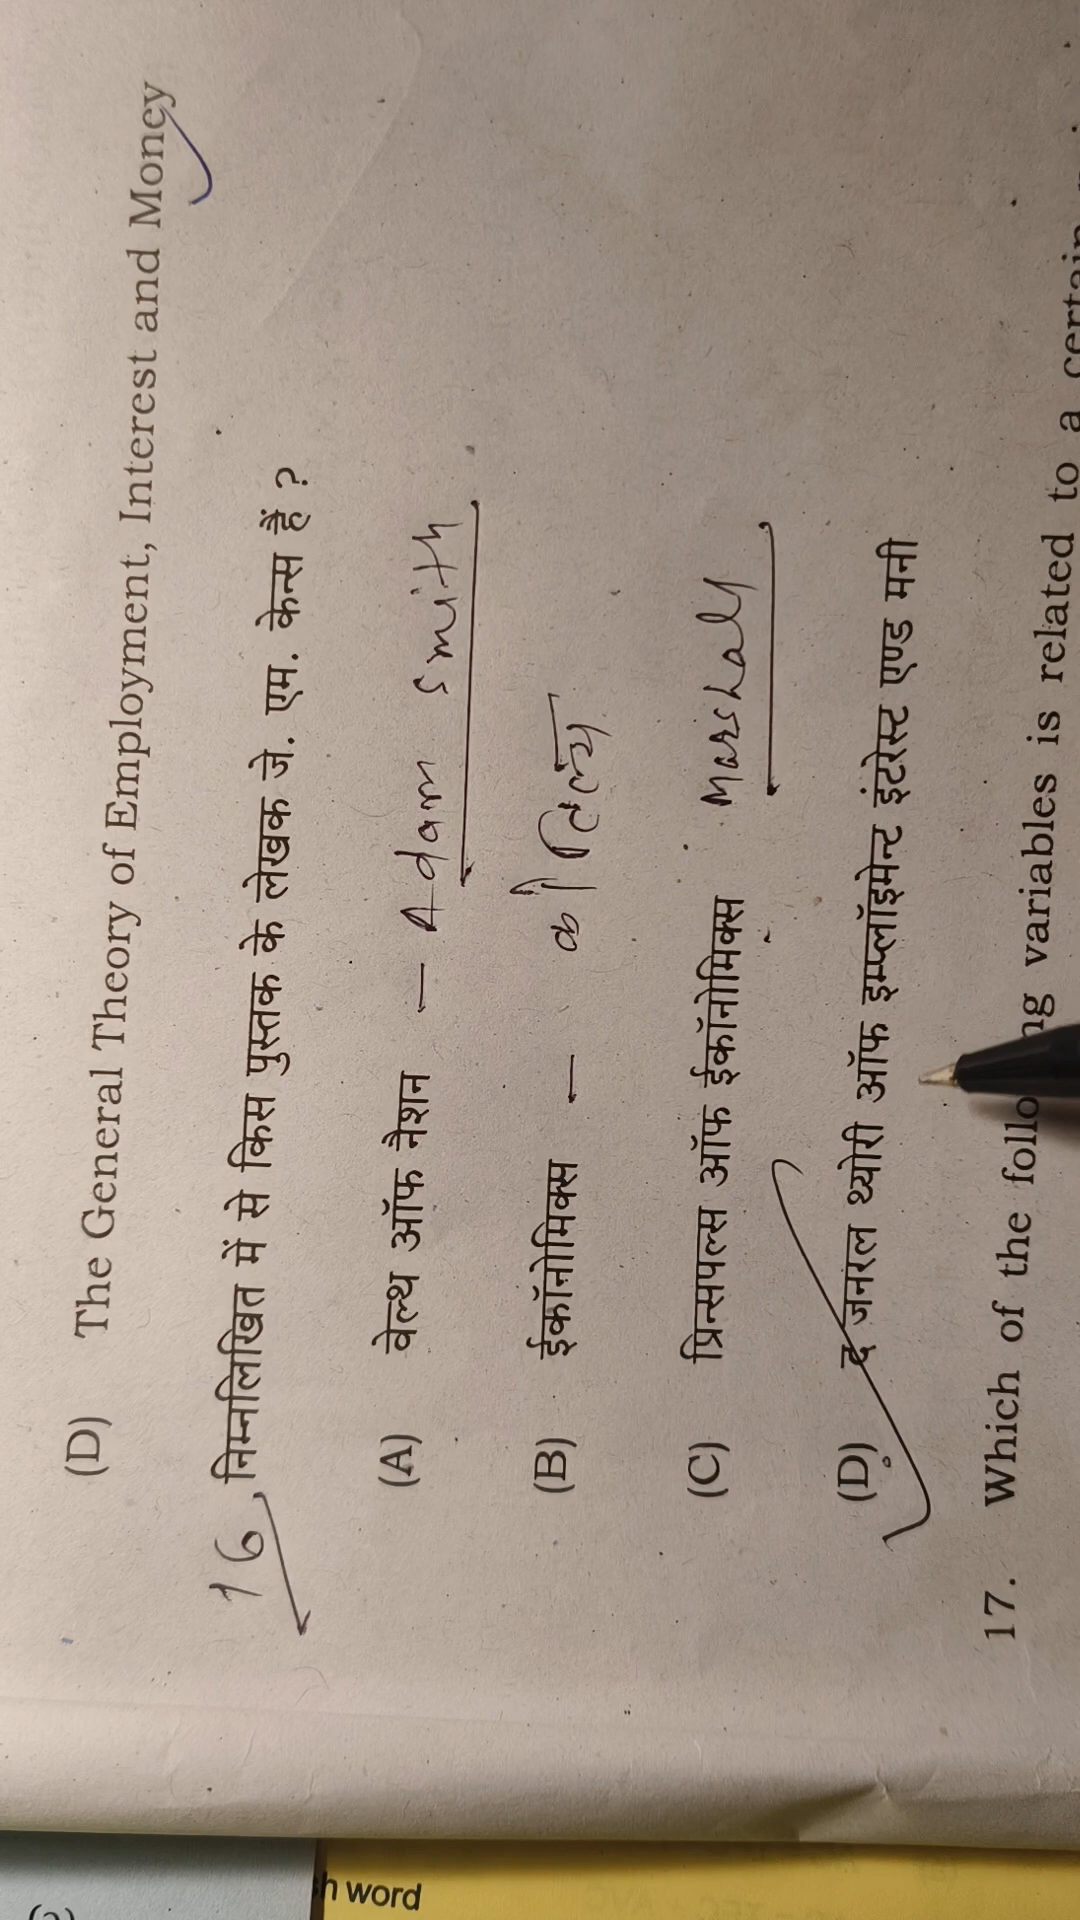 (D) The General Theory of Employment, Interest and Money
16. निम्नलिखित में से किस पुस्तक के लेखक जे. एम. केन्स हैं ?
(A) वेल्थ ऑफ नैशन — Adam Smith
(B) ईकॉनोमिक्स —
(C) प्रिन्सपल्स ऑफ ईकॉनोमिक्स Marshall
(D) द जनरल थ्योरी ऑफ इम्प्लॉइमेन्ट इंटरेस्ट एण्ड मनी
17. Which of the variables is related to a certain
word